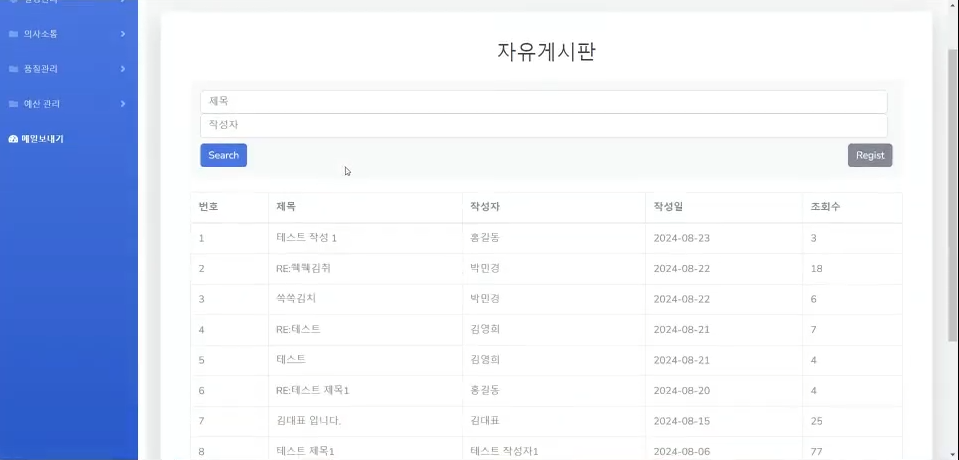 의사소통
품질관리
예산 관리
메일보내기
자유게시판
제목
작성자
Search
Regist
번호 제목 작성자 작성일 조회수
1 테스트 작성 1 홍길동 2024-08-23 3
2 RE:웩웩김취 박민경 2024-08-22 18
3 쓱쓱김치 박민경 2024-08-22 6
4 RE:테스트 김영희 2024-08-21 7
5 테스트 김영희 2024-08-21 4
6 RE:테스트 제목1 홍길동 2024-08-20 4
7 김대표 입니다. 김대표 2024-08-15 25
8 테스트 제목1 테스트 작성자1 2024-08-06 77